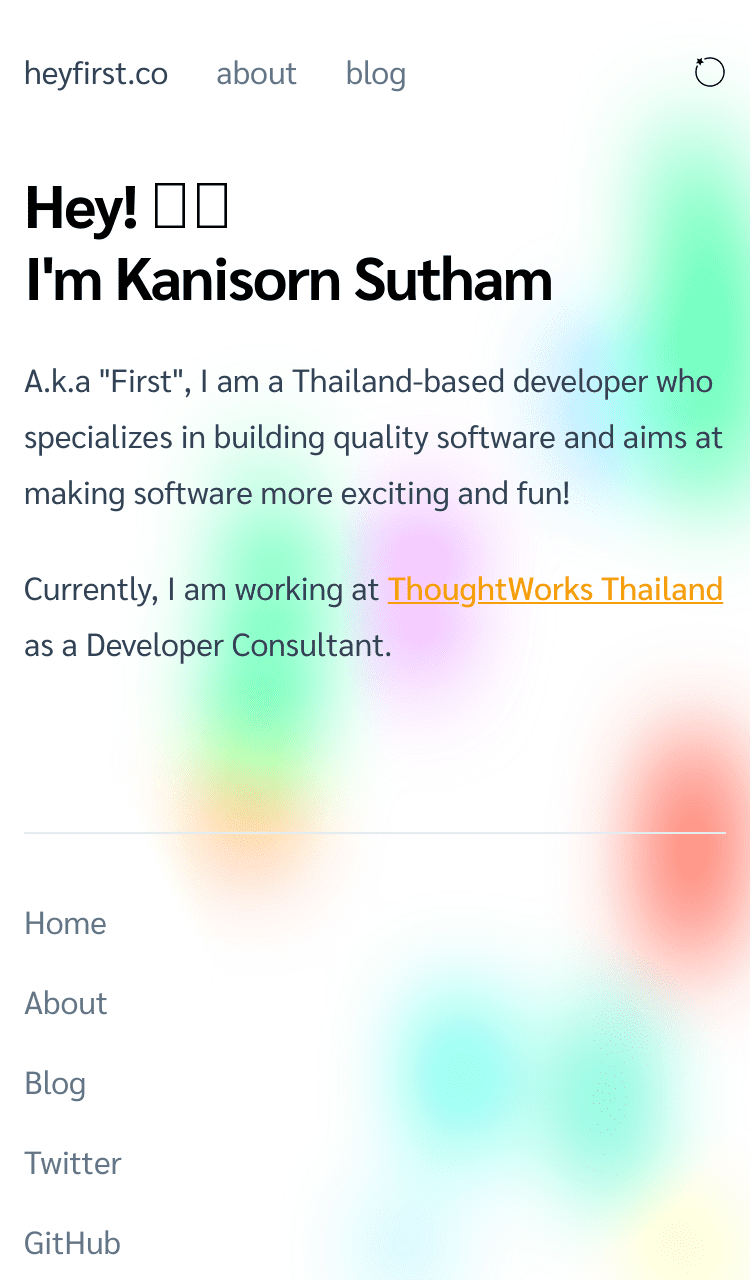 heyfirst.co about blog
Hey!
I'm Kanisorn Sutham
A.k.a "First", I am a Thailand-based developer who
specializes in building quality software and aims at
making software more exciting and fun!
Currently, I am working at ThoughtWorks Thailand
as a Developer Consultant.
Home
About
Blog
Twitter
GitHub